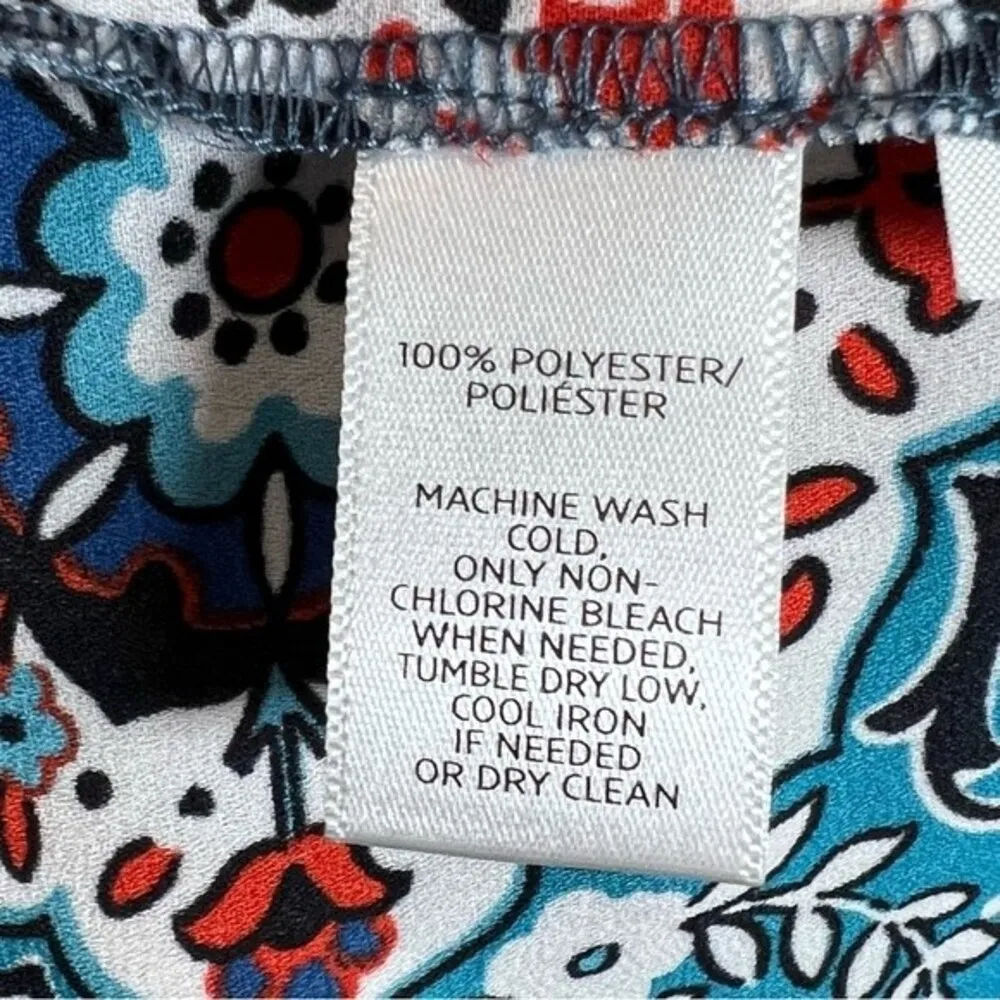 100% POLYESTER/
POLIÉSTER
MACHINE WASH
COLD,
ONLY NON-
CHLORINE BLEACH
WHEN NEEDED,
TUMBLE DRY LOW,
COOL IRON
IF NEEDED
OR DRY CLEAN